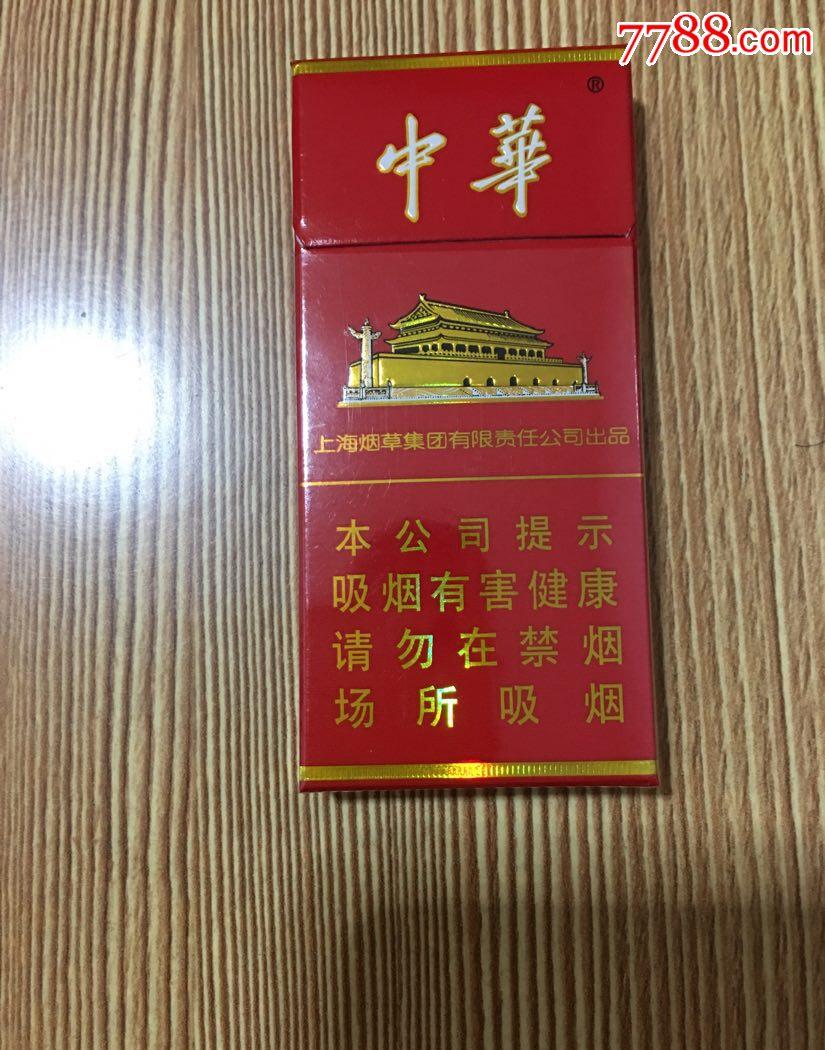 7788.com
中華
®
上海烟草集团有限责任公司出品
本公司提示
吸烟有害健康
请勿在禁烟
场所吸烟